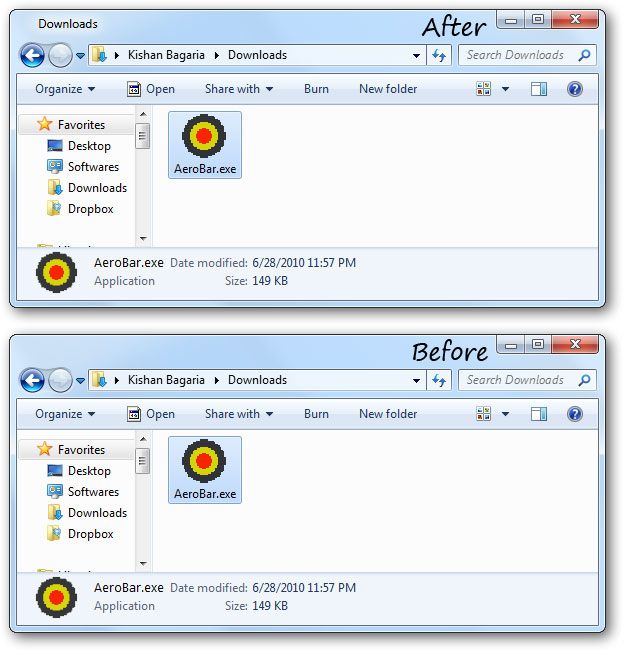 Downloads After
Kishan Bagaria Downloads Search Downloads
Organize Open Share with Burn New folder
Favorites
Desktop
Softwares
Downloads
Dropbox
AeroBar.exe
AeroBar.exe Date modified: 6/28/2010 11:57 PM
Application Size: 149 KB
Before
Kishan Bagaria Downloads Search Downloads
Organize Open Share with Burn New folder
Favorites
Desktop
Softwares
Downloads
Dropbox
AeroBar.exe
AeroBar.exe Date modified: 6/28/2010 11:57 PM
Application Size: 149 KB